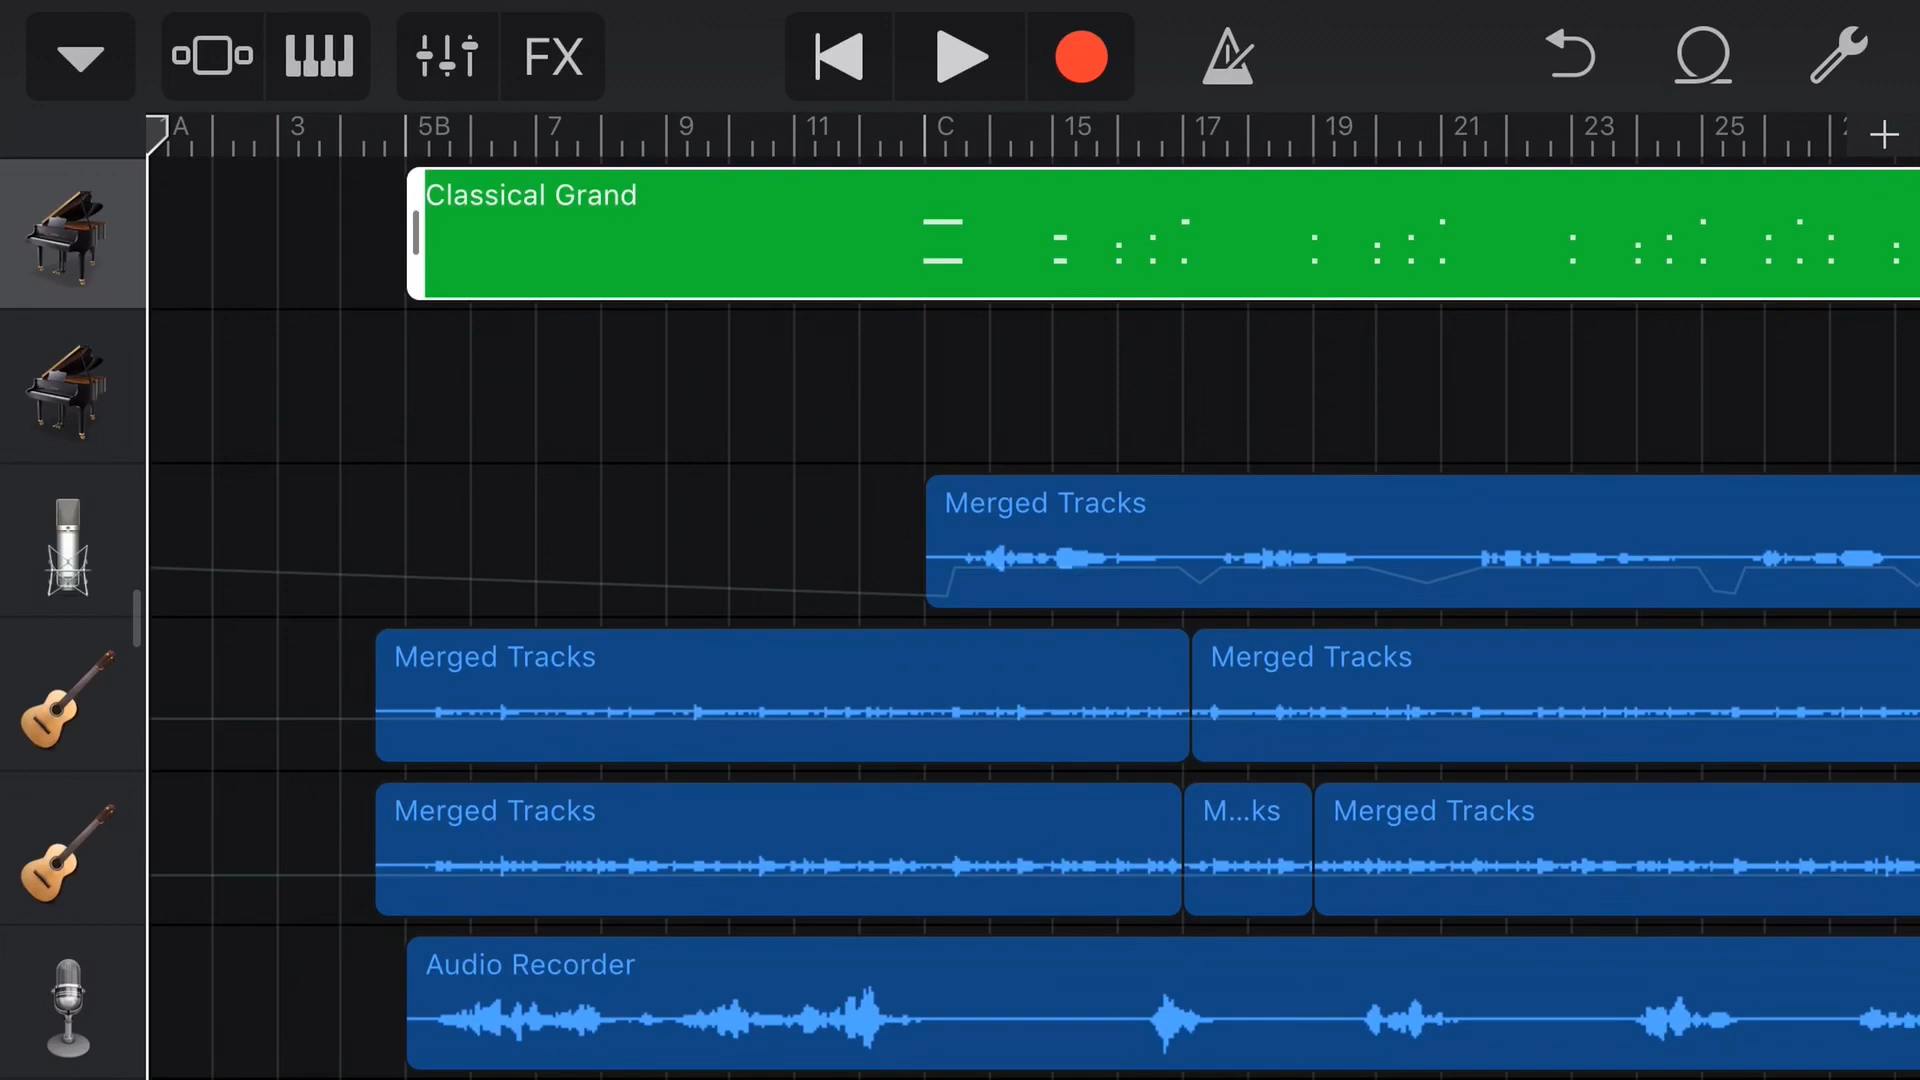 FX
A 3 5B 7 9 11 C 15 17 19 21 23 25
Classical Grand
Merged Tracks
Merged Tracks Merged Tracks
Merged Tracks M...ks Merged Tracks
Audio Recorder